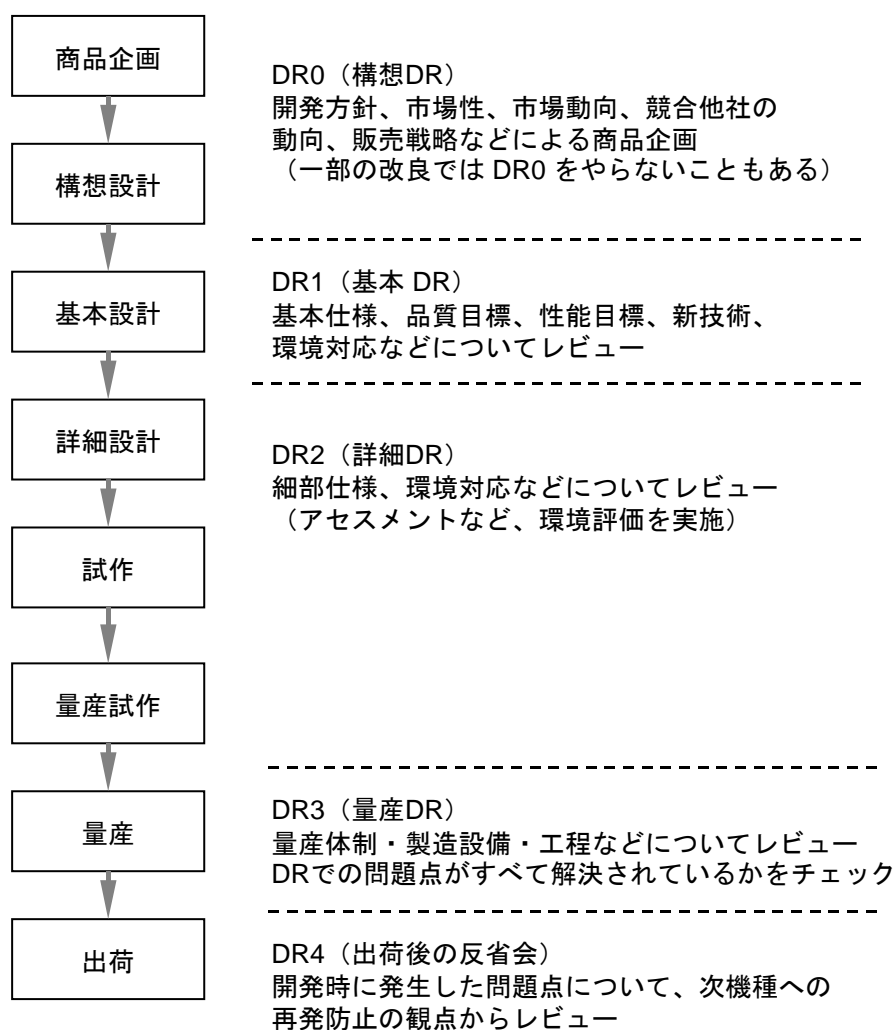 商品企画
DR0（構想DR）
開発方針、市場性、市場動向、競合他社の
動向、販売戦略などによる商品企画
（一部の改良では DR0 をやらないこともある）
構想設計
基本設計
DR1（基本 DR）
基本仕様、品質目標、性能目標、新技術、
環境対応などについてレビュー
詳細設計
DR2（詳細DR）
細部仕様、環境対応などについてレビュー
（アセスメントなど、環境評価を実施）
試作
量産試作
量産
DR3（量産DR）
量産体制・製造設備・工程などについてレビュー
DRでの問題点がすべて解決されているかをチェック
出荷
DR4（出荷後の反省会）
開発時に発生した問題点について、次機種への
再発防止の観点からレビュー